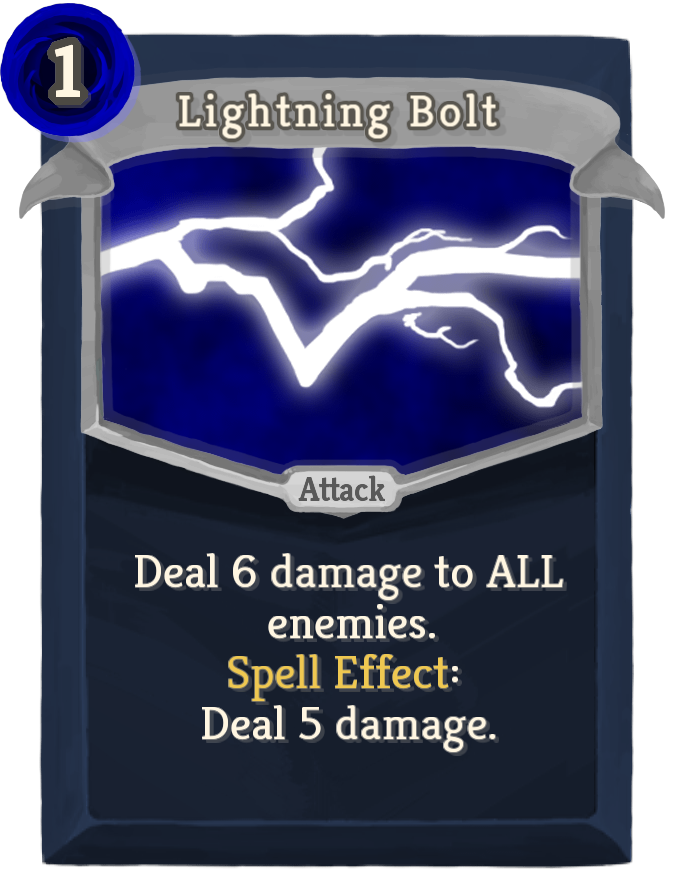 1
Lightning Bolt
Attack
Deal 6 damage to ALL
enemies.
Spell Effect:
Deal 5 damage.